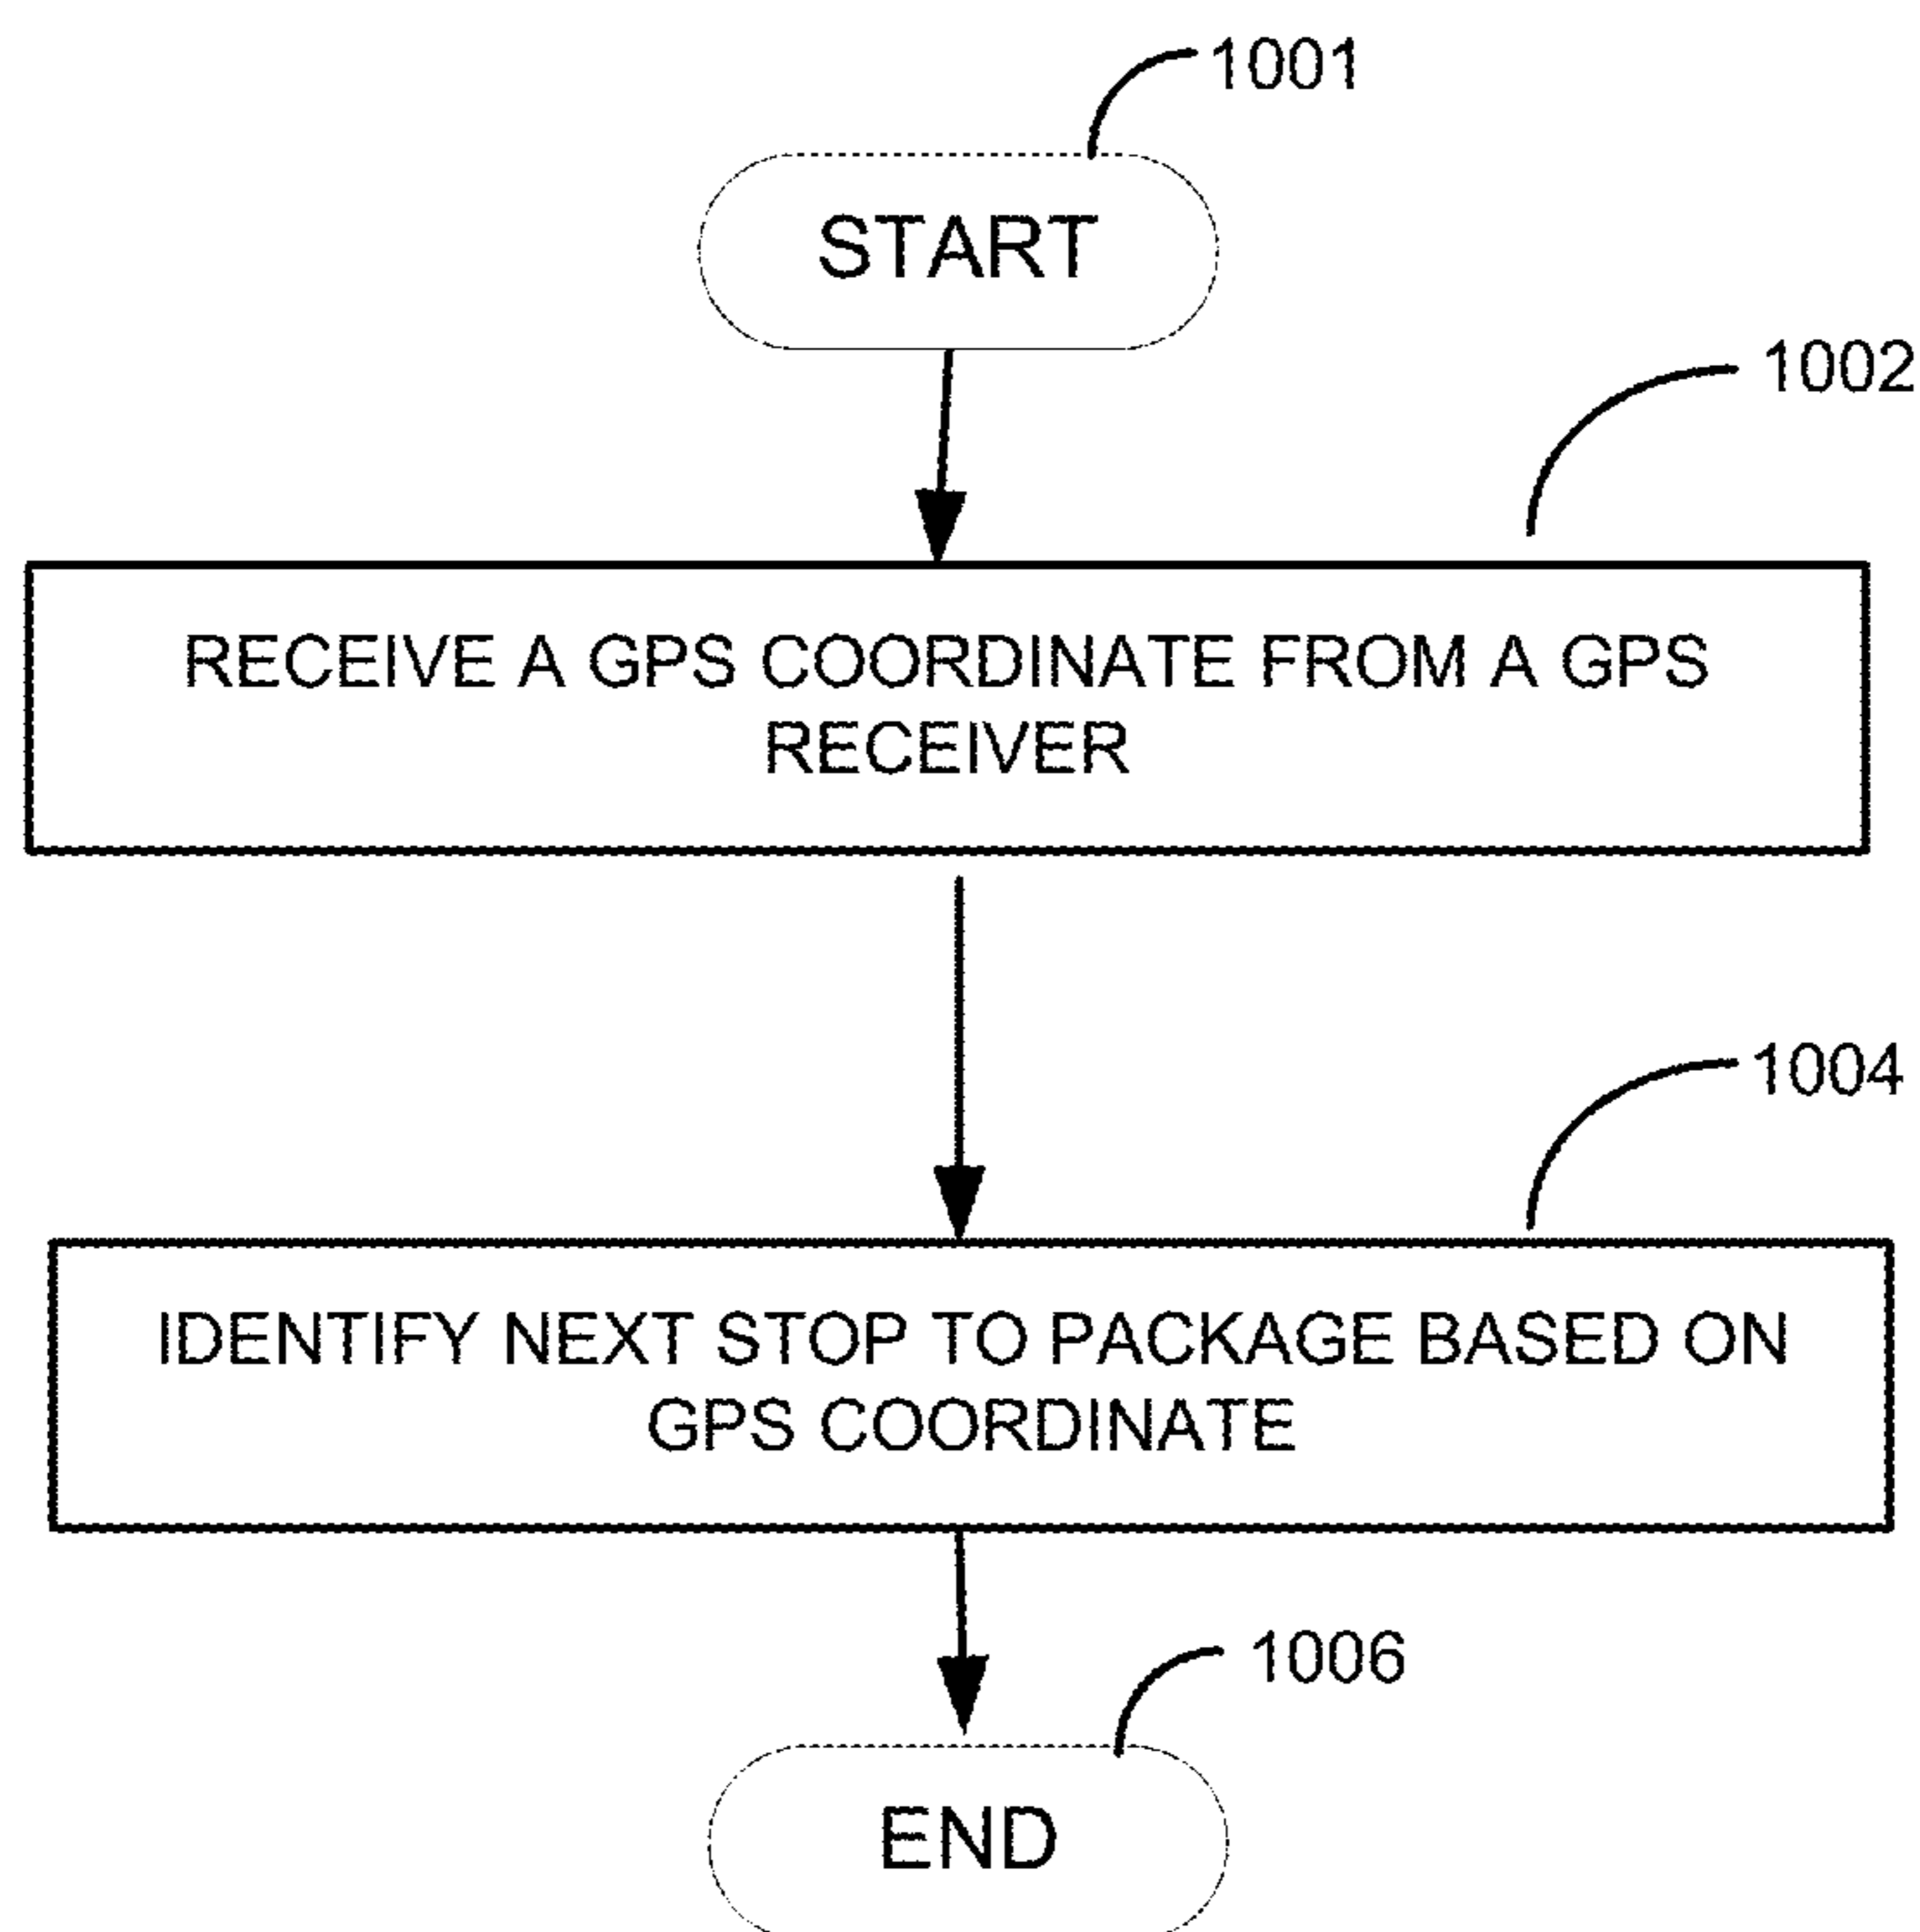 1001
START
1002
RECEIVE A GPS COORDINATE FROM A GPS
RECEIVER
1004
IDENTIFY NEXT STOP TO PACKAGE BASED ON
GPS COORDINATE
1006
END